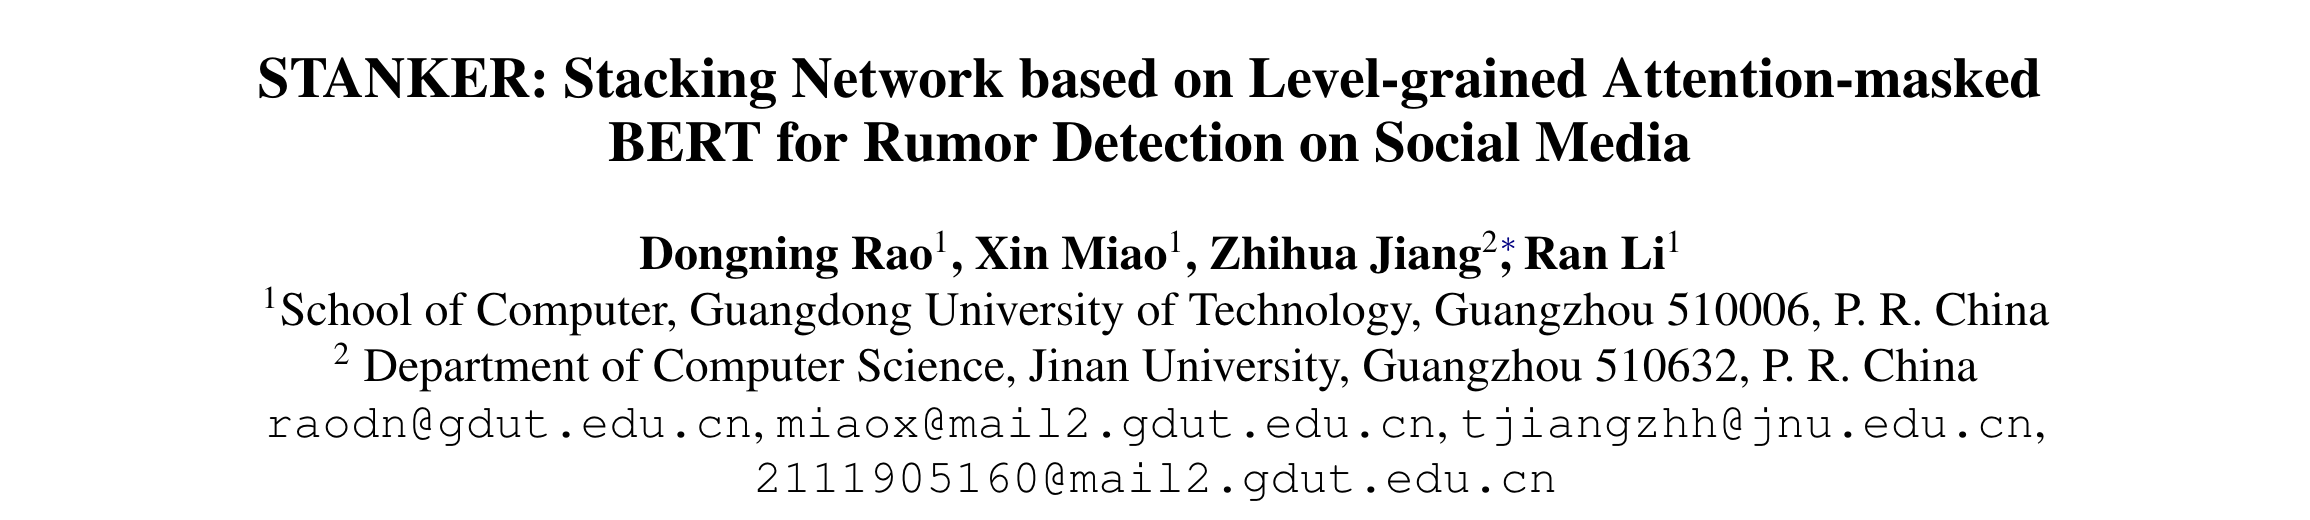 STANKER: Stacking Network based on Level-grained Attention-masked
BERT for Rumor Detection on Social Media
Dongning Rao1, Xin Miao1, Zhihua Jiang2*, Ran Li1
1School of Computer, Guangdong University of Technology, Guangzhou 510006, P. R. China
2 Department of Computer Science, Jinan University, Guangzhou 510632, P. R. China
raodn@gdut.edu.cn, miaox@mail2.gdut.edu.cn, tjiangzhh@jnu.edu.cn,
2111905160@mail2.gdut.edu.cn